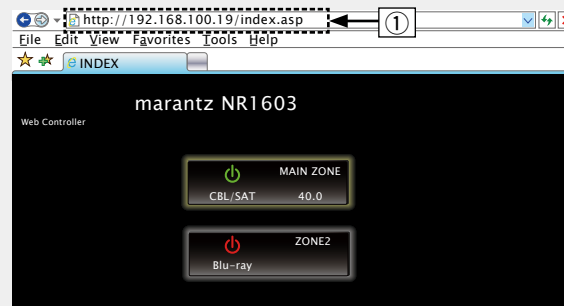 http://192.168.100.19/index.asp
①
File Edit View Favorites Tools Help
INDEX
marantz NR1603
Web Controller
MAIN ZONE
CBL/SAT 40.0
ZONE2
Blu-ray